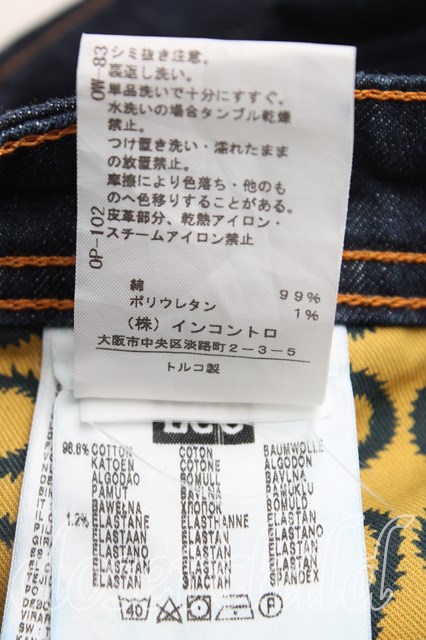 OW-83
OP-102
シミ抜き注意。
裏返し洗い。
単品洗いで十分にすすぐ。
水洗いの場合タンブル乾燥
禁止。
つけ置き洗い・濡れたまま
の放置禁止。
摩擦により色落ち・他のも
のへ色移りすることがある。
皮革部分、乾熱アイロン・
スチームアイロン禁止
綿 99%
ポリウレタン 1%
(株) インコントロ
大阪市中央区淡路町2-3-5
トルコ製
98.8% COTTON COTON BAUMWOLLE
KATOEN COTONE ALGODON
ALGODAO BOMULL BAVLNA
PAMUT BAVLNA PAMUKLU
BAWEŁNA ХЛОПОК BOMULD
1.2% ELASTANE ELASTHANNE ELASTAN
ELASTAAN ELASTAN ELASTANO
ELASTANO ELASTAN ELASTAN
ELASZTAN ELASTAN
ELASTAN ЭЛАСТАН SPANDEX
40